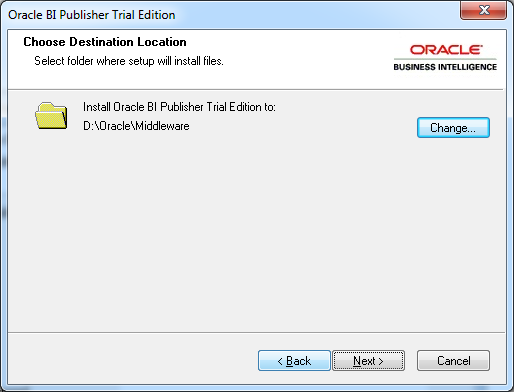 Oracle BI Publisher Trial Edition
Choose Destination Location
Select folder where setup will install files.
ORACLE
BUSINESS INTELLIGENCE
Install Oracle BI Publisher Trial Edition to:
D:\Oracle\Middleware
Change...
< Back
Next >
Cancel